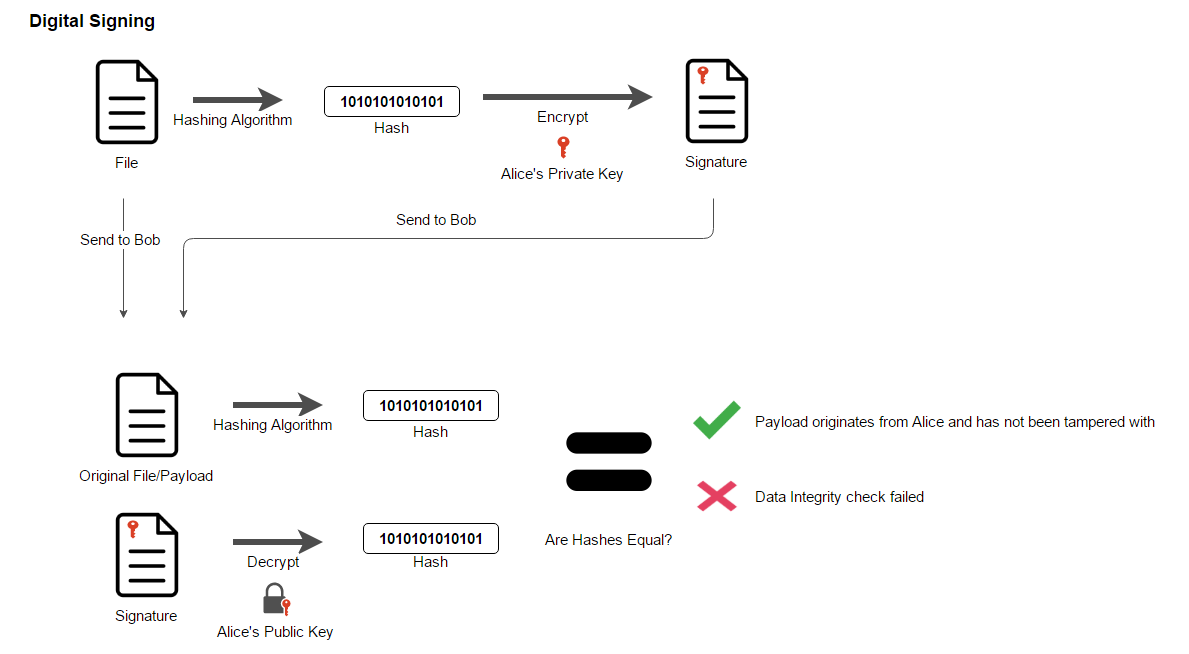 Digital Signing
1010101010101
Hashing Algorithm
Hash
Encrypt
File
Signature
Alice's Private Key
Send to Bob
Send to Bob
1010101010101
Hashing Algorithm
Hash
Payload originates from Alice and has not been tampered with
Original File/Payload
Data Integrity check failed
1010101010101
Are Hashes Equal?
Decrypt
Hash
Signature
Alice's Public Key